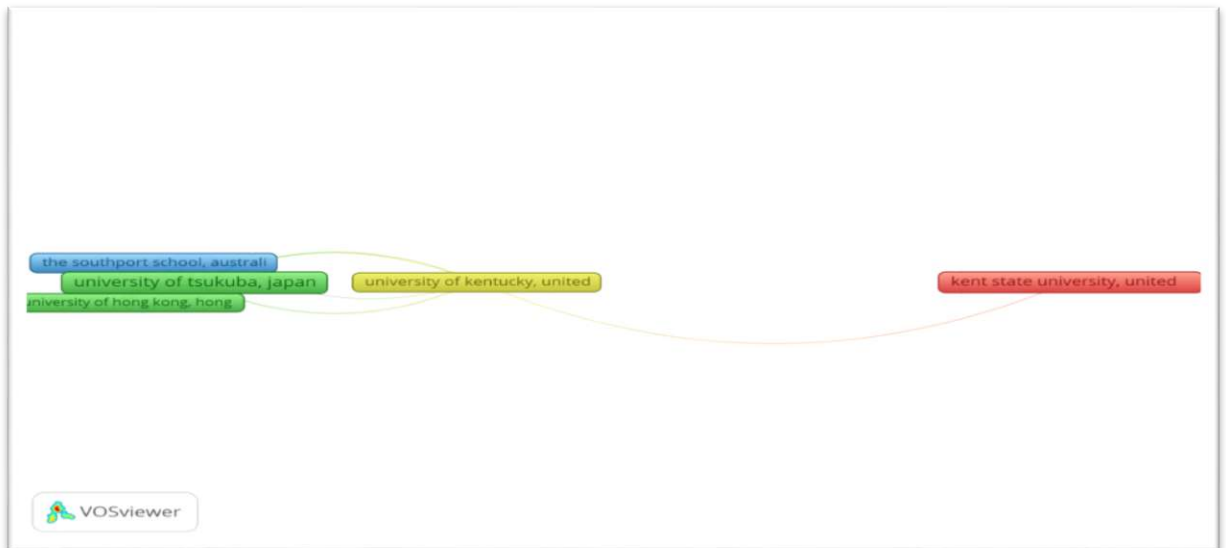 the southport school, australi
university of tsukuba, japan
university of hong kong, hong
university of kentucky, united
kent state university, united
VOSviewer